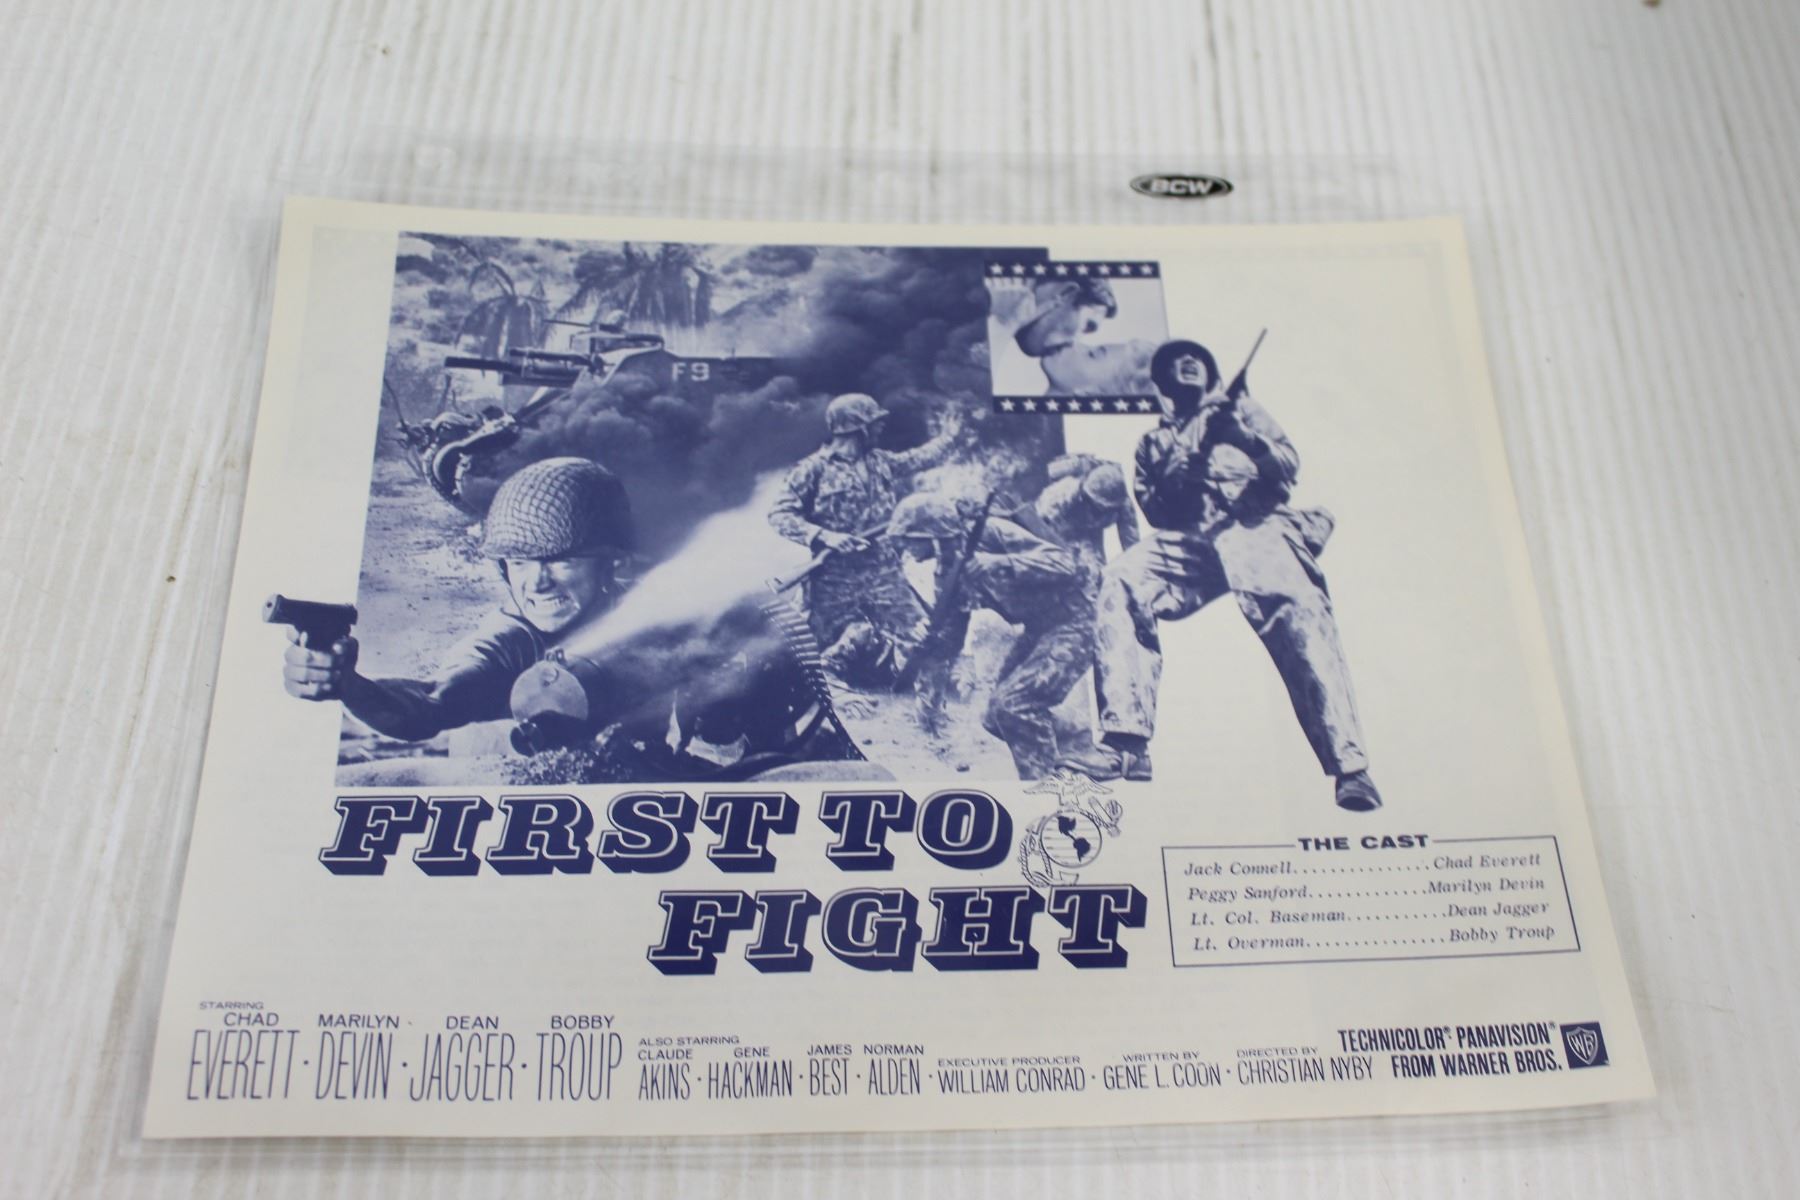 BCW
F9
FIRST TO
FIGHT
THE CAST
Jack Connell...............Chad Everett
Peggy Sanford.............Marilyn Devin
Lt. Col. Baseman...........Dean Jagger
Lt. Overman...............Bobby Troup
STARRING
CHAD EVERETT · MARILYN DEVIN · DEAN JAGGER · BOBBY TROUP
ALSO STARRING
CLAUDE AKINS · GENE HACKMAN · JAMES BEST · NORMAN ALDEN · EXECUTIVE PRODUCER WILLIAM CONRAD · WRITTEN BY GENE L. COON · DIRECTED BY CHRISTIAN NYBY
TECHNICOLOR® PANAVISION®
FROM WARNER BROS. WB